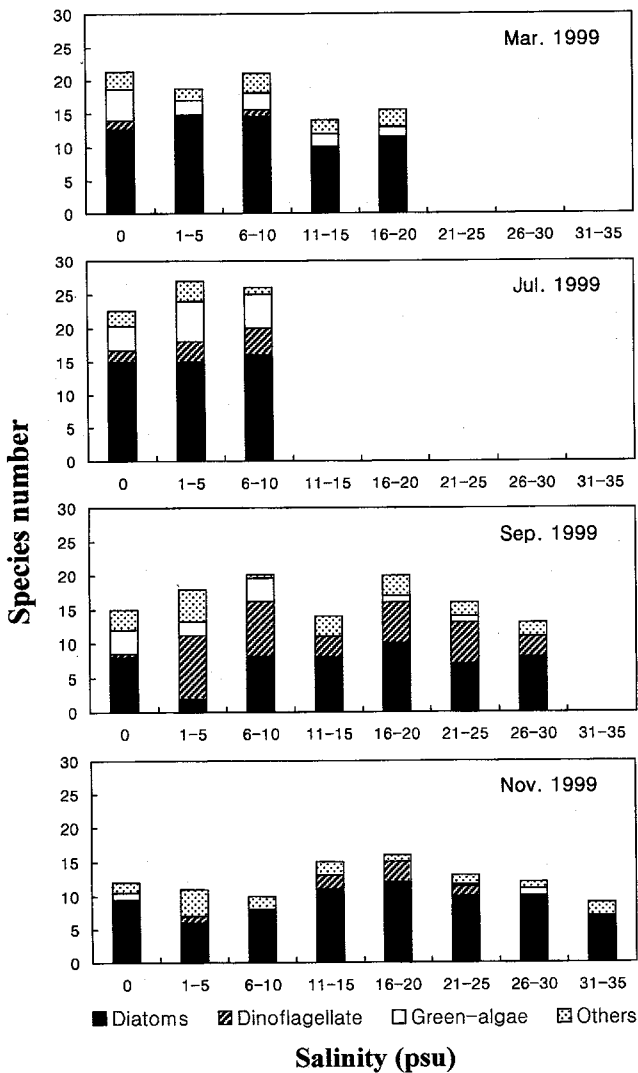 Species number
30
25
20
15
10
5
0
Mar. 1999
0 1-5 6-10 11-15 16-20 21-25 26-30 31-35
30
25
20
15
10
5
0
Jul. 1999
0 1-5 6-10 11-15 16-20 21-25 26-30 31-35
30
25
20
15
10
5
0
Sep. 1999
0 1-5 6-10 11-15 16-20 21-25 26-30 31-35
30
25
20
15
10
5
0
Nov. 1999
0 1-5 6-10 11-15 16-20 21-25 26-30 31-35
Diatoms Dinoflagellate Green-algae Others
Salinity (psu)